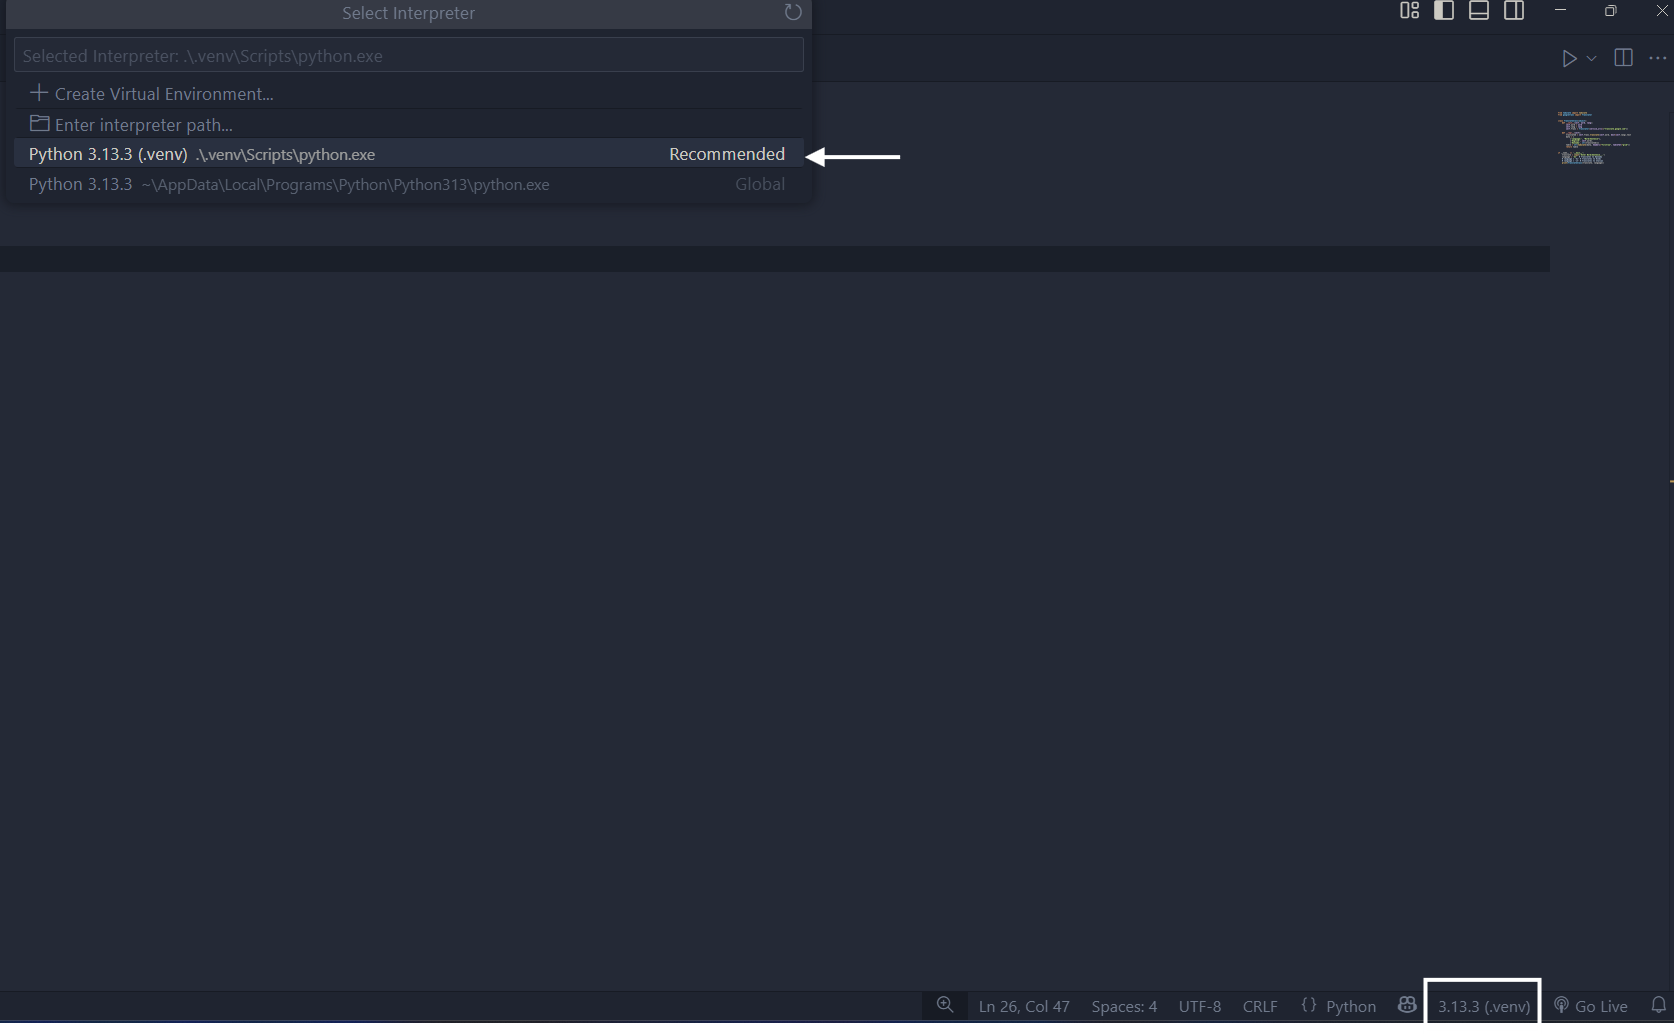 Select Interpreter
Selected Interpreter: .\.venv\Scripts\python.exe
Create Virtual Environment...
Enter interpreter path...
Python 3.13.3 (.venv) .\.venv\Scripts\python.exe Recommended
Python 3.13.3 ~\AppData\Local\Programs\Python\Python313\python.exe Global
Ln 26, Col 47 Spaces: 4 UTF-8 CRLF {} Python 3.13.3 (.venv) Go Live